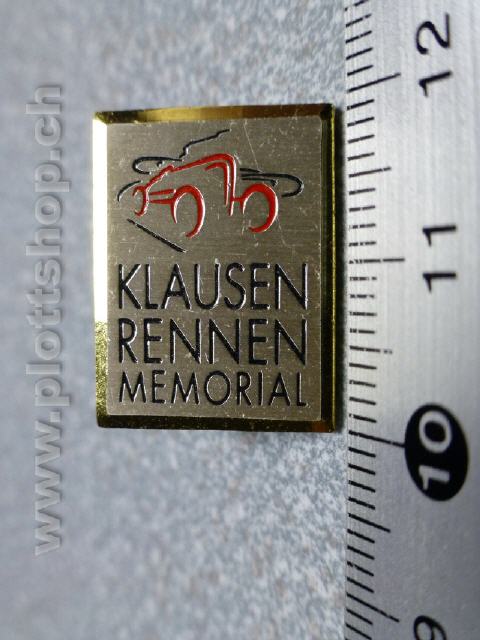 KLAUSEN
RENNEN
MEMORIAL
www.plottshop.ch
12
11
10
9